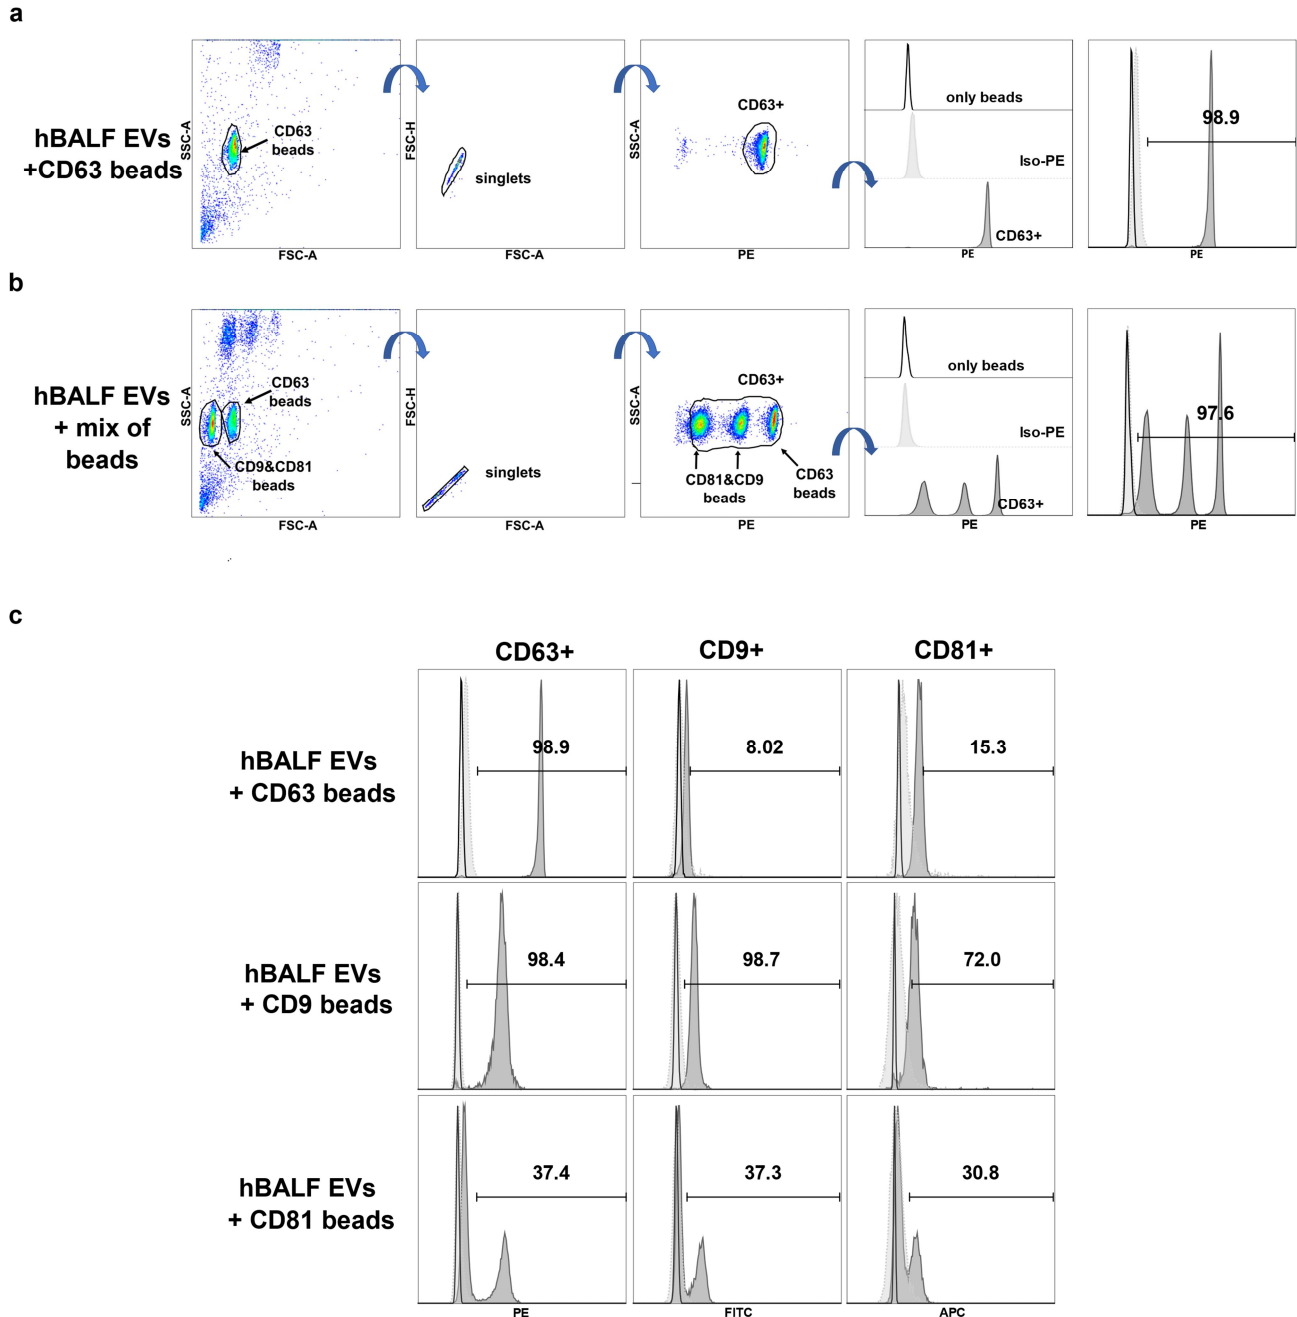 a
hBALF EVs
+CD63 beads
SSC-A
CD63
beads
FSC-A
FSC-H
singlets
FSC-A
SSC-A
CD63+
PE
only beads
Iso-PE
CD63+
PE
98.9
PE
b
hBALF EVs
+ mix of
beads
SSC-A
CD63
beads
CD9&CD81
beads
FSC-A
FSC-H
singlets
FSC-A
SSC-A
CD63+
CD81&CD9
beads
CD63
beads
PE
only beads
Iso-PE
CD63+
PE
97.6
PE
c
CD63+ CD9+ CD81+
hBALF EVs
+ CD63 beads
98.9 8.02 15.3
hBALF EVs
+ CD9 beads
98.4 98.7 72.0
hBALF EVs
+ CD81 beads
37.4 37.3 30.8
PE FITC APC